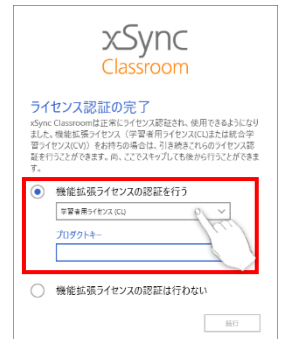 xSync
Classroom
ライセンス認証の完了
xSync Classroomは正常にライセンス認証され、使用できるようになり
ました。機能拡張ライセンス（学習者用ライセンス(CL)または統合学
習ライセンス(CV)）をお持ちの場合は、引き続きこれらのライセンス認
証を行うことができます。尚、ここでスキップしても後から行うことができま
す。
機能拡張ライセンスの認証を行う
学習者用ライセンス (CL)
プロダクトキー
機能拡張ライセンスの認証は行わない
続行